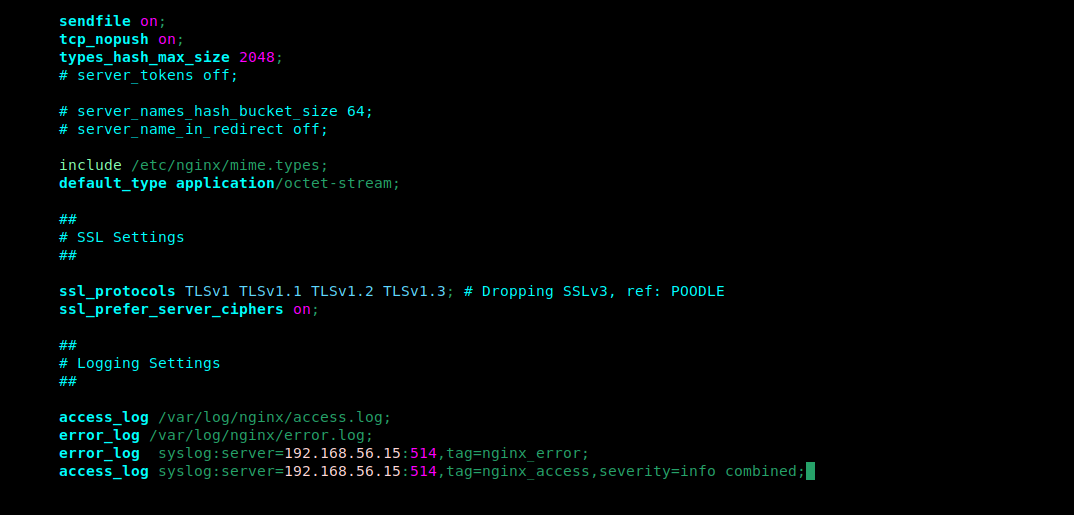 sendfile on;
tcp_nopush on;
types_hash_max_size 2048;
# server_tokens off;
# server_names_hash_bucket_size 64;
# server_name_in_redirect off;
include /etc/nginx/mime.types;
default_type application/octet-stream;
##
# SSL Settings
##
ssl_protocols TLSv1 TLSv1.1 TLSv1.2 TLSv1.3; # Dropping SSLv3, ref: POODLE
ssl_prefer_server_ciphers on;
##
# Logging Settings
##
access_log /var/log/nginx/access.log;
error_log /var/log/nginx/error.log;
error_log  syslog:server=192.168.56.15:514,tag=nginx_error;
access_log syslog:server=192.168.56.15:514,tag=nginx_access,severity=info combined;